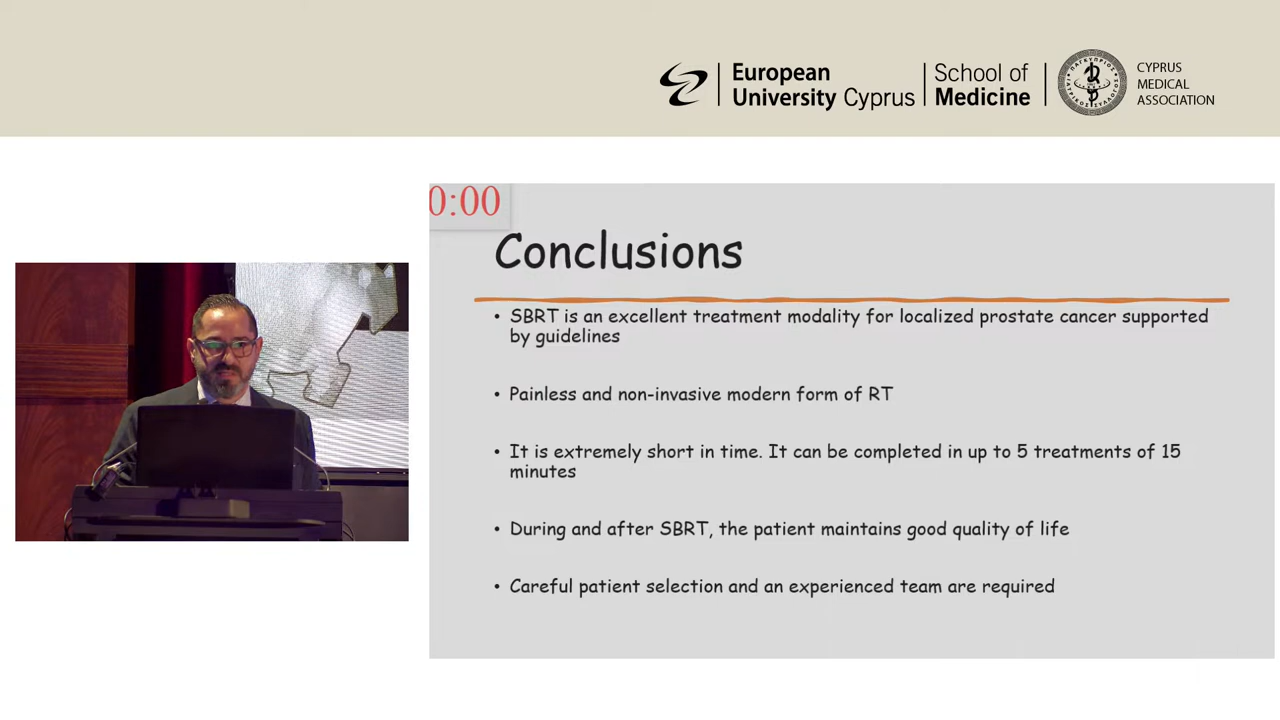 European
University Cyprus
School of
Medicine
ΠΑΓΚΥΠΡΙΟΣ
ΙΑΤΡΙΚΟΣ ΣΥΛΛΟΓΟΣ
CYPRUS
MEDICAL
ASSOCIATION
0:00
Conclusions
• SBRT is an excellent treatment modality for localized prostate cancer supported
by guidelines
• Painless and non-invasive modern form of RT
• It is extremely short in time. It can be completed in up to 5 treatments of 15
minutes
• During and after SBRT, the patient maintains good quality of life
• Careful patient selection and an experienced team are required